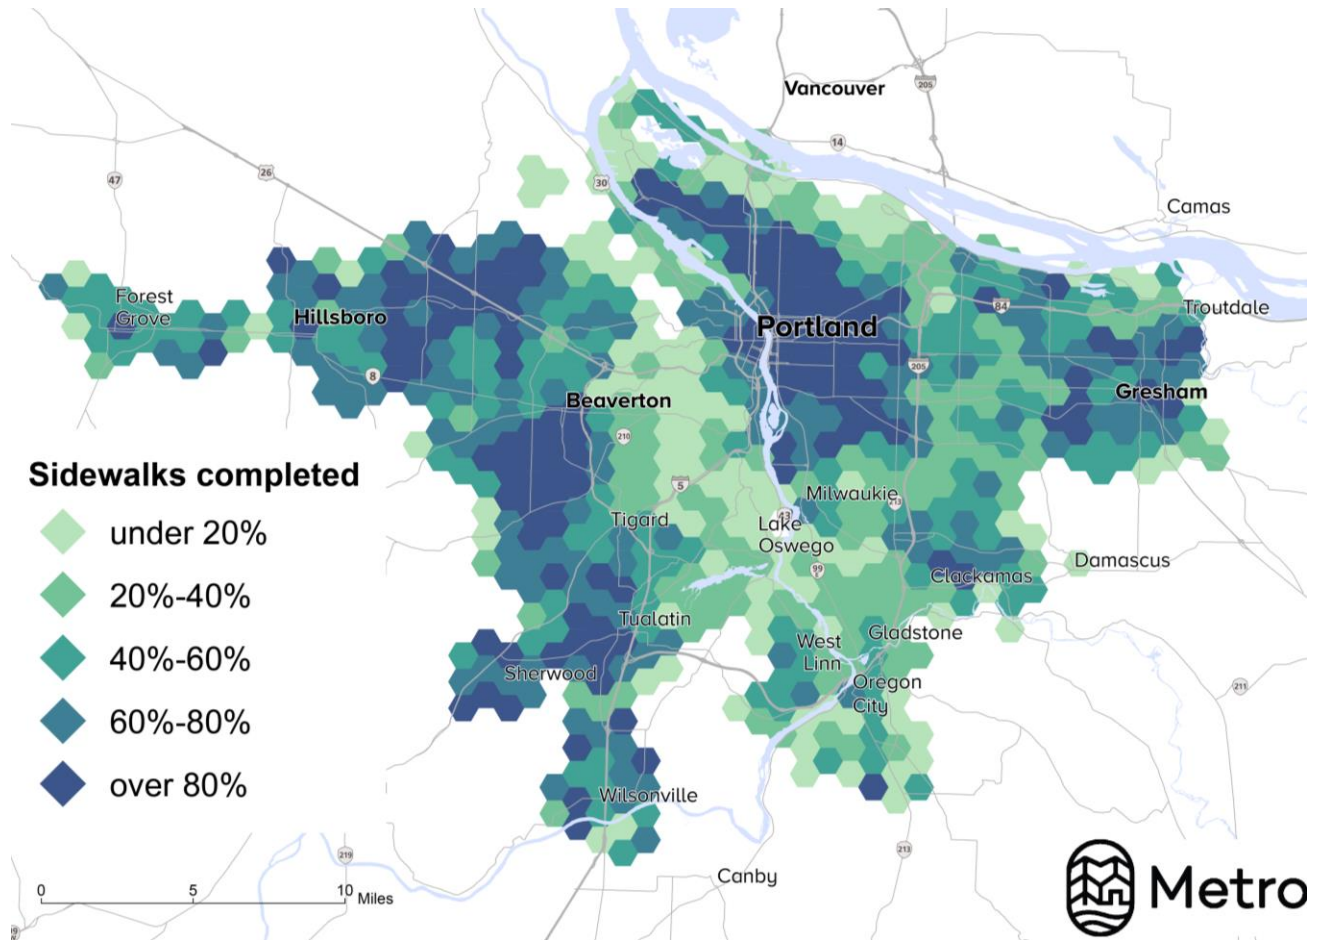 Vancouver
205
14
26
47
30
Camas
Forest
Grove
Hillsboro
84
Troutdale
Portland
8
205
Beaverton
Gresham
210
Sidewalks completed
5
Milwaukie
213
under 20%
Tigard
43
Lake
Oswego
Damascus
99
E
Clackamas
20%-40%
Tualatin
Gladstone
West
Linn
40%-60%
Sherwood
Oregon
City
211
60%-80%
over 80%
Wilsonville
219
213
Canby
0 5 10 Miles
Metro